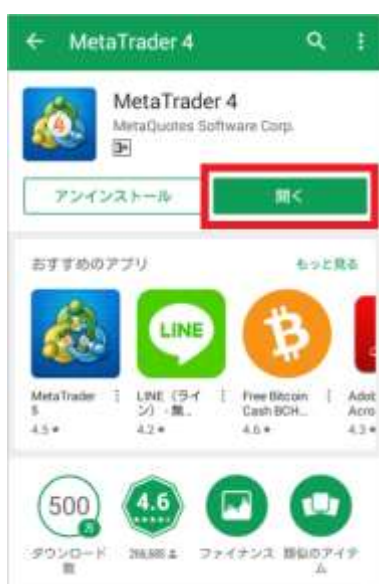 MetaTrader 4
MetaTrader 4
MetaQuotes Software Corp.
3+
アンインストール
開く
おすすめのアプリ
もっと見る
LINE
MetaTrader
5
4.5★
LINE（ライ
ン） - 無..
4.2★
Free Bitcoin
Cash BCH...
4.6★
Adob
Acro
4.3★
500
万
4.6
ダウンロード
数
ファイナンス
類似のアイテ
ム